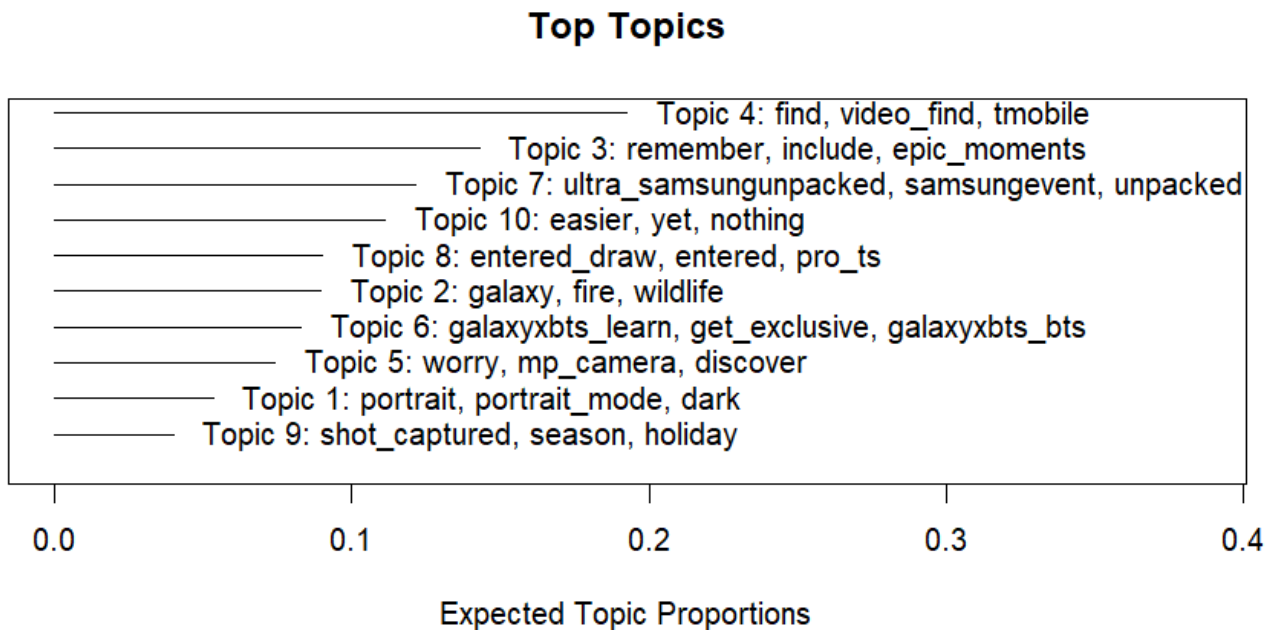 Top Topics
Topic 4: find, video_find, tmobile
Topic 3: remember, include, epic_moments
Topic 7: ultra_samsungunpacked, samsungevent, unpacked
Topic 10: easier, yet, nothing
Topic 8: entered_draw, entered, pro_ts
Topic 2: galaxy, fire, wildlife
Topic 6: galaxyxbts_learn, get_exclusive, galaxyxbts_bts
Topic 5: worry, mp_camera, discover
Topic 1: portrait, portrait_mode, dark
Topic 9: shot_captured, season, holiday
0.0 0.1 0.2 0.3 0.4
Expected Topic Proportions